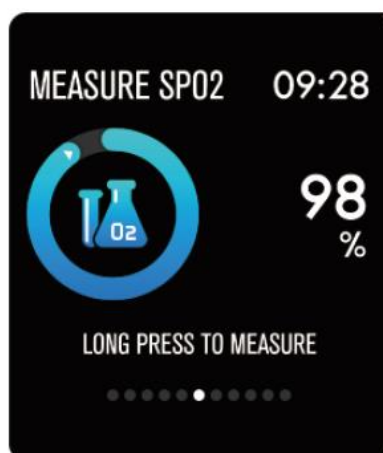 MEASURE SPO2 09:28
O2
98
%
LONG PRESS TO MEASURE